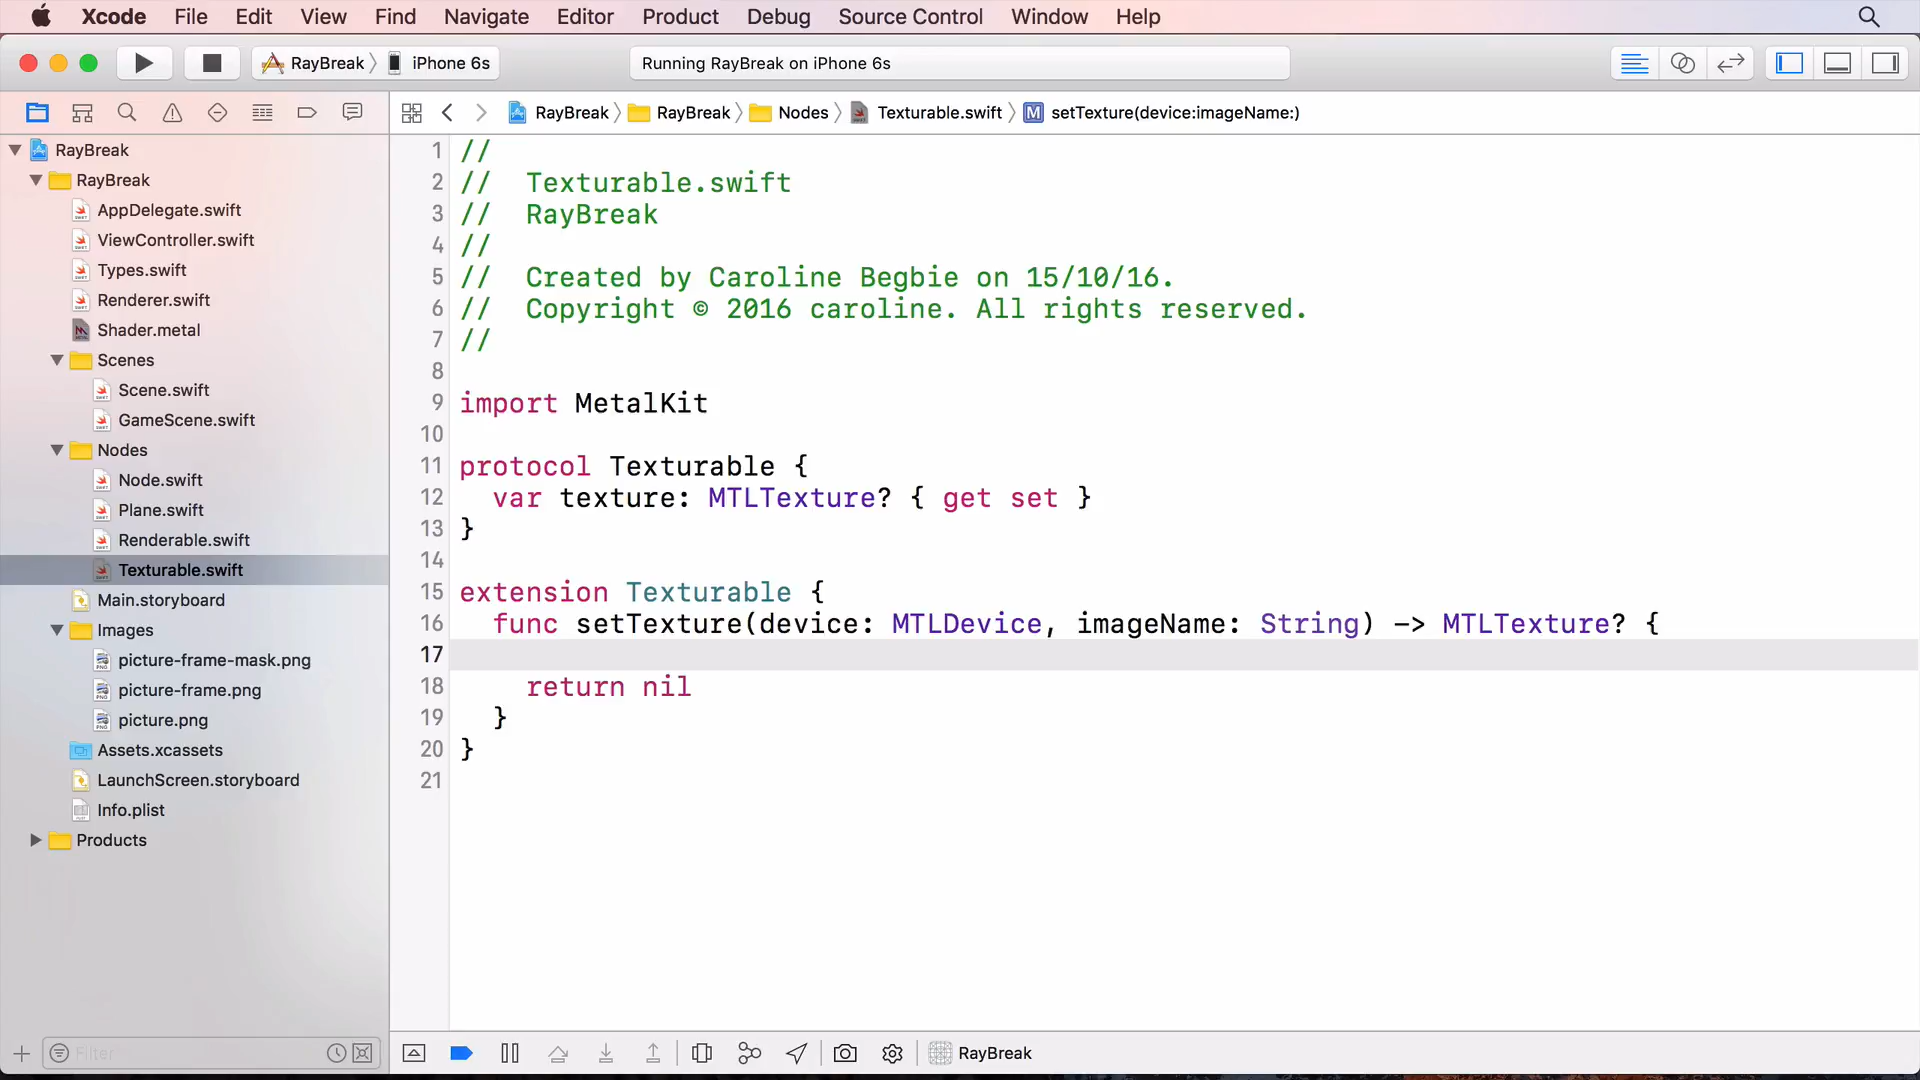 Xcode File Edit View Find Navigate Editor Product Debug Source Control Window Help
RayBreak iPhone 6s Running RayBreak on iPhone 6s
RayBreak RayBreak Nodes Texturable.swift M setTexture(device:imageName:)
RayBreak
RayBreak
AppDelegate.swift
ViewController.swift
Types.swift
Renderer.swift
Shader.metal
Scenes
Scene.swift
GameScene.swift
Nodes
Node.swift
Plane.swift
Renderable.swift
Texturable.swift
Main.storyboard
Images
picture-frame-mask.png
picture-frame.png
picture.png
Assets.xcassets
LaunchScreen.storyboard
Info.plist
Products
Filter
1 //
2 //  Texturable.swift
3 //  RayBreak
4 //
5 //  Created by Caroline Begbie on 15/10/16.
6 //  Copyright © 2016 caroline. All rights reserved.
7 //
8
9 import MetalKit
10
11 protocol Texturable {
12   var texture: MTLTexture? { get set }
13 }
14
15 extension Texturable {
16   func setTexture(device: MTLDevice, imageName: String) -> MTLTexture? {
17
18     return nil
19   }
20 }
21
RayBreak